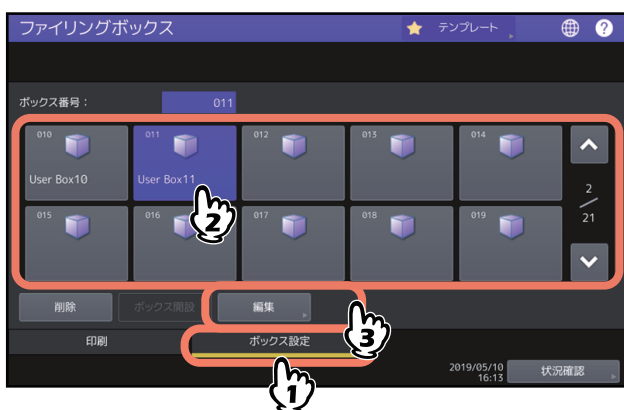 ファイリングボックス
テンプレート
?
ボックス番号：
011
010
011
012
013
014
User Box10
User Box11
2
21
015
016
017
018
019
2
削除
ボックス開設
編集
3
印刷
ボックス設定
1
2019/05/10
16:13
状況確認